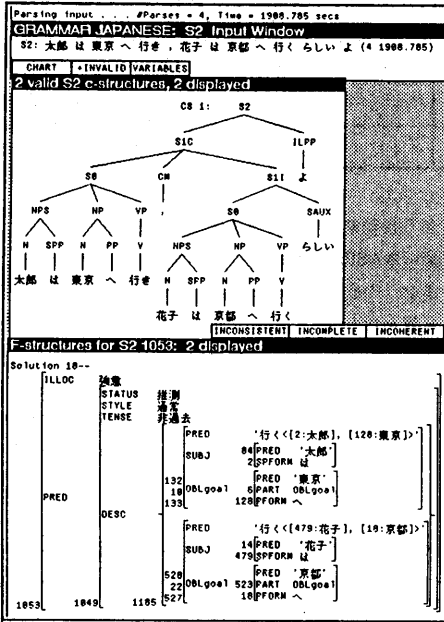 Parsing input . . . #Parses = 4, Time = 1908.785 secs
GRAMMAR JAPANESE: S2 Input Window
S2: 太郎 は 東京 へ 行き , 花子 は 京都 へ 行く らしい よ (4 1908.785)
CHART +INVALID VARIABLES
2 valid S2 c-structures, 2 displayed
CS 1: S2
S1C ILPP
S0 CM S1I よ
NPS NP VP , S0 SAUX
N SPP N PP V NPS NP VP らしい
太郎 は 東京 へ 行き N SPP N PP V
花子 は 京都 へ 行く
INCONSISTENT INCOMPLETE INCOHERENT
F-structures for S2 1053: 2 displayed
Solution 18--
ILLOC 強意
STATUS 推測
STYLE 通常
TENSE 非過去
PRED '行く<[2:太郎], [128:東京]>'
SUBJ 84 PRED '太郎'
2 SPFORM は
132 PRED '東京'
18 OBLgoal 6 PART OBLgoal
133 128 PFORM へ
PRED DESC
PRED '行く<[479:花子], [18:京都]>'
SUBJ 14 PRED '花子'
479 SPFORM は
528 PRED '京都'
22 OBLgoal 523 PART OBLgoal
1053 1049 1185 527 18 PFORM へ